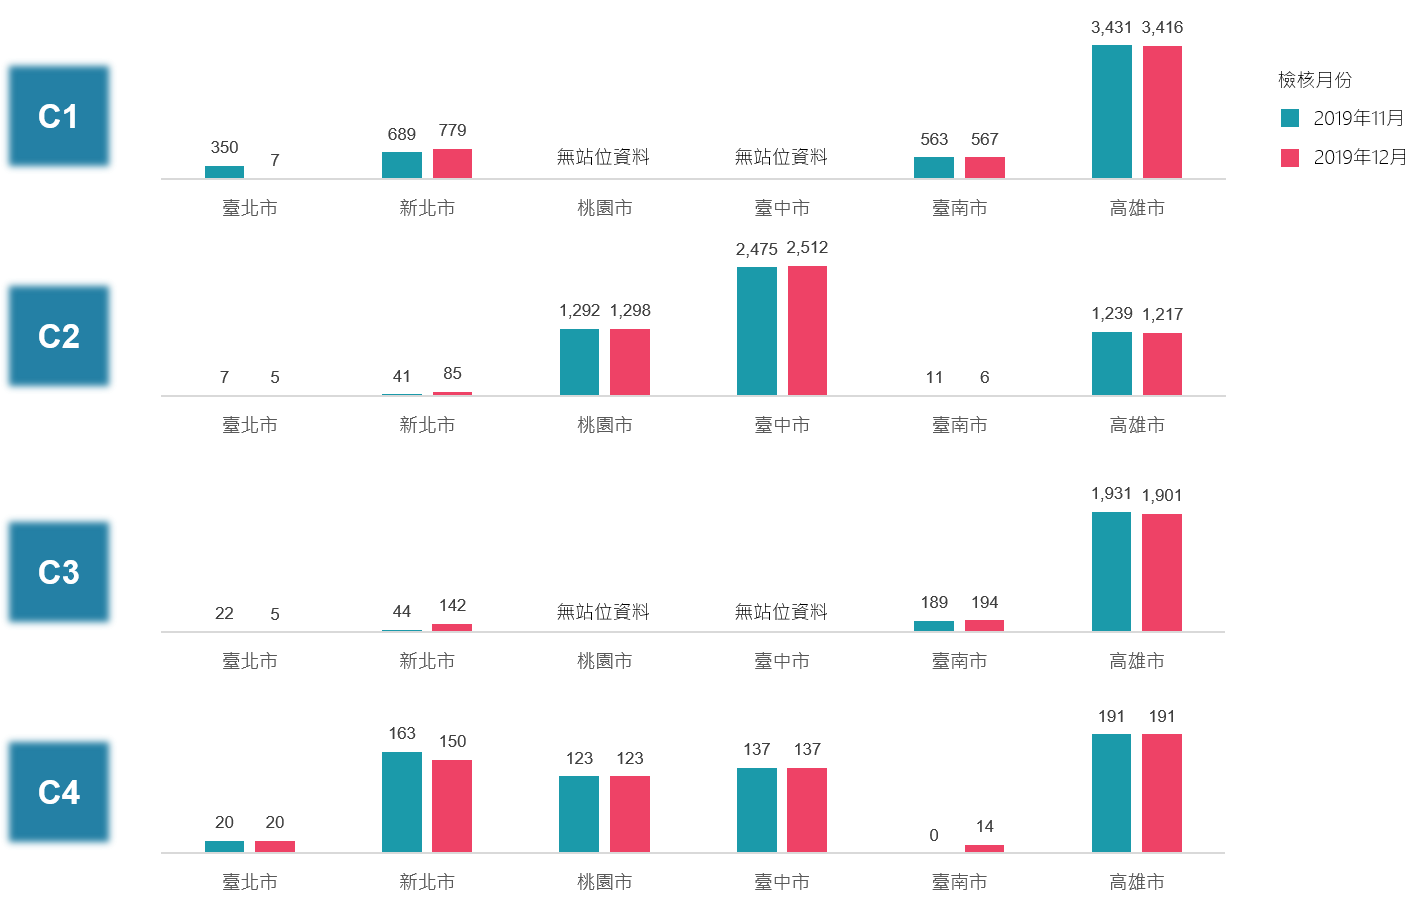 C1
350
7
689
779
無站位資料
無站位資料
563
567
3,431
3,416
臺北市
新北市
桃園市
臺中市
臺南市
高雄市
檢核月份
2019年11月
2019年12月
C2
7
5
41
85
1,292
1,298
2,475
2,512
11
6
1,239
1,217
臺北市
新北市
桃園市
臺中市
臺南市
高雄市
C3
22
5
44
142
無站位資料
無站位資料
189
194
1,931
1,901
臺北市
新北市
桃園市
臺中市
臺南市
高雄市
C4
20
20
163
150
123
123
137
137
0
14
191
191
臺北市
新北市
桃園市
臺中市
臺南市
高雄市